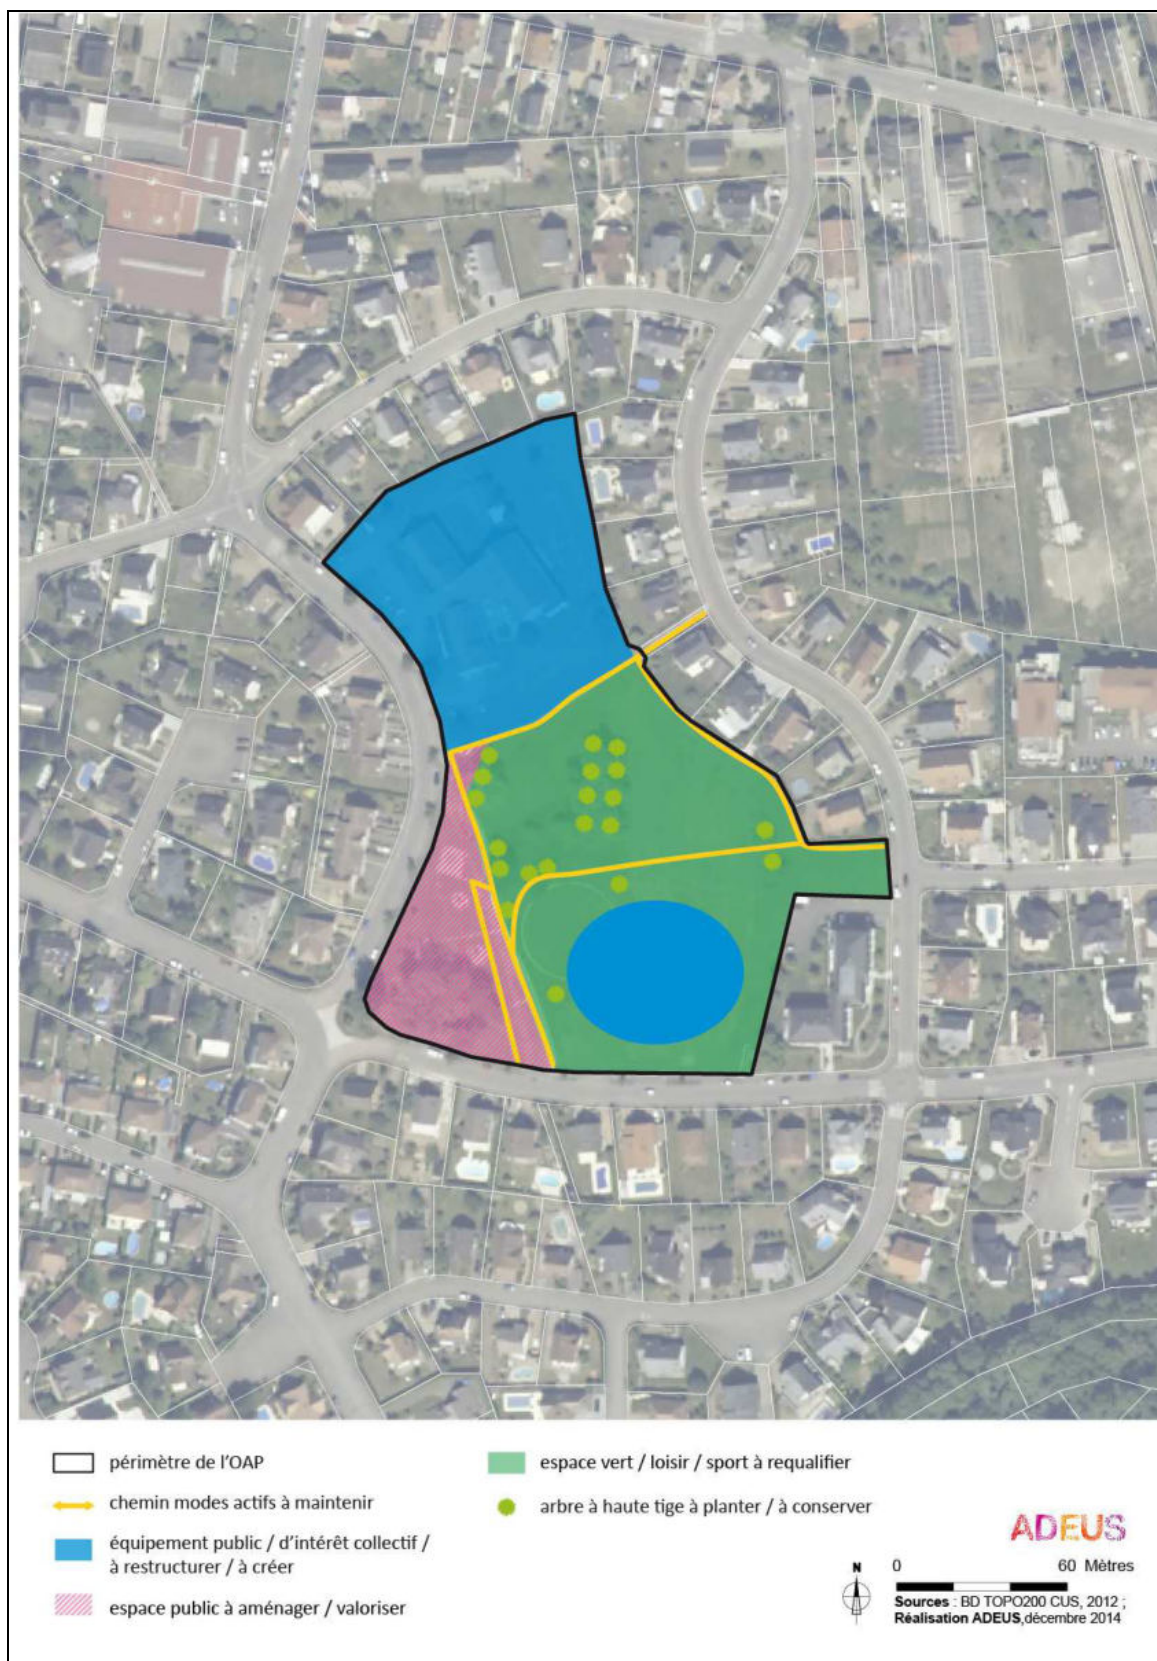 périmètre de l'OAP
chemin modes actifs à maintenir
équipement public / d'intérêt collectif /
à restructurer / à créer
espace public à aménager / valoriser
espace vert / loisir / sport à requalifier
arbre à haute tige à planter / à conserver
ADEUS
N
0 60 Mètres
Sources : BD TOPO200 CUS, 2012 ;
Réalisation ADEUS,décembre 2014